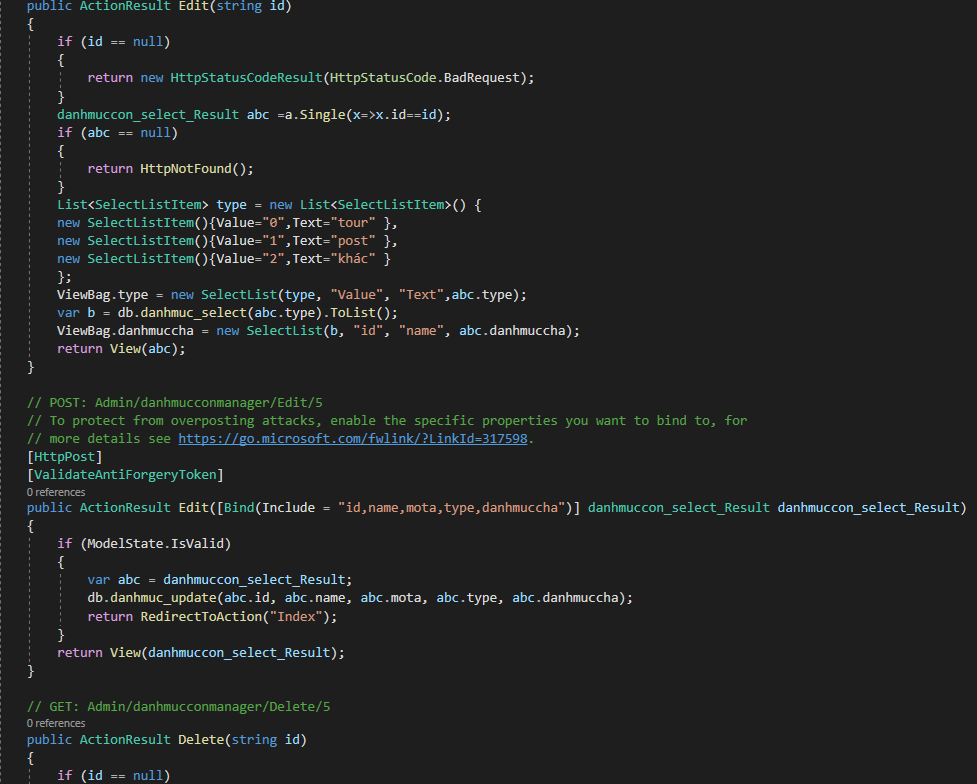 public ActionResult Edit(string id)
{
if (id == null)
{
return new HttpStatusCodeResult(HttpStatusCode.BadRequest);
}
danhmuccon_select_Result abc =a.Single(x=>x.id==id);
if (abc == null)
{
return HttpNotFound();
}
List<SelectListItem> type = new List<SelectListItem>() {
new SelectListItem(){Value="0",Text="tour" },
new SelectListItem(){Value="1",Text="post" },
new SelectListItem(){Value="2",Text="khác" }
};
ViewBag.type = new SelectList(type, "Value", "Text",abc.type);
var b = db.danhmuc_select(abc.type).ToList();
ViewBag.danhmuccha = new SelectList(b, "id", "name", abc.danhmuccha);
return View(abc);
}
// POST: Admin/danhmucconmanager/Edit/5
// To protect from overposting attacks, enable the specific properties you want to bind to, for
// more details see https://go.microsoft.com/fwlink/?LinkId=317598.
[HttpPost]
[ValidateAntiForgeryToken]
0 references
public ActionResult Edit([Bind(Include = "id,name,mota,type,danhmuccha")] danhmuccon_select_Result danhmuccon_select_Result)
{
if (ModelState.IsValid)
{
var abc = danhmuccon_select_Result;
db.danhmuc_update(abc.id, abc.name, abc.mota, abc.type, abc.danhmuccha);
return RedirectToAction("Index");
}
return View(danhmuccon_select_Result);
}
// GET: Admin/danhmucconmanager/Delete/5
0 references
public ActionResult Delete(string id)
{
if (id == null)